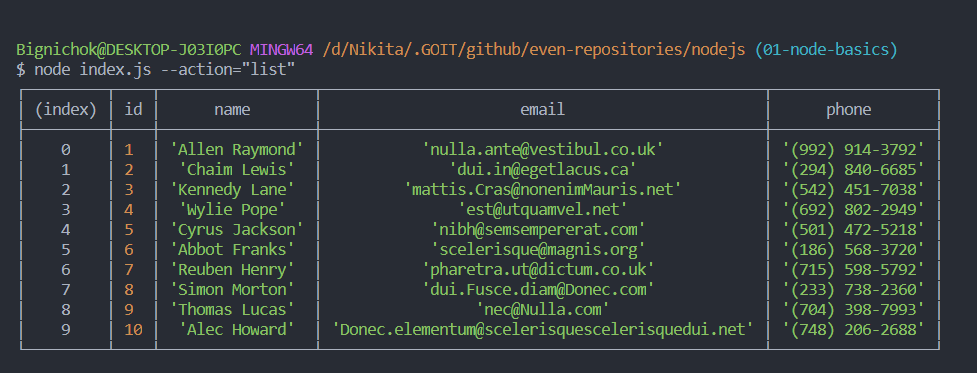 Bignichok@DESKTOP-J03I0PC MINGW64 /d/Nikita/.GOIT/github/even-repositories/nodejs (01-node-basics)
$ node index.js --action="list"
(index) id name email phone
0 1 'Allen Raymond' 'nulla.ante@vestibul.co.uk' '(992) 914-3792'
1 2 'Chaim Lewis' 'dui.in@egetlacus.ca' '(294) 840-6685'
2 3 'Kennedy Lane' 'mattis.Cras@nonenimMauris.net' '(542) 451-7038'
3 4 'Wylie Pope' 'est@utquamvel.net' '(692) 802-2949'
4 5 'Cyrus Jackson' 'nibh@semsempererat.com' '(501) 472-5218'
5 6 'Abbot Franks' 'scelerisque@magnis.org' '(186) 568-3720'
6 7 'Reuben Henry' 'pharetra.ut@dictum.co.uk' '(715) 598-5792'
7 8 'Simon Morton' 'dui.Fusce.diam@Donec.com' '(233) 738-2360'
8 9 'Thomas Lucas' 'nec@Nulla.com' '(704) 398-7993'
9 10 'Alec Howard' 'Donec.elementum@scelerisquescelerisquedui.net' '(748) 206-2688'